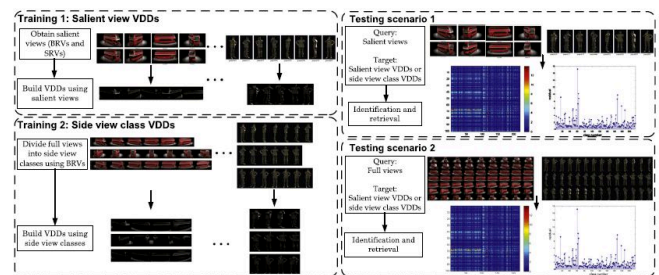 Training 1: Salient view VDDs
Obtain salient
views (BRVs and
SRVs)
Build VDDs using
salient views
Training 2: Side view class VDDs
Divide full views
into side view
classes using BRVs
Build VDDs using
side view classes
Testing scenario 1
Query:
Salient views
Target:
Salient view VDDs or
side view class VDDs
Identification and
retrieval
Testing scenario 2
Query:
Full views
Target:
Salient view VDDs
or side view class VDDs
Identification and
retrieval